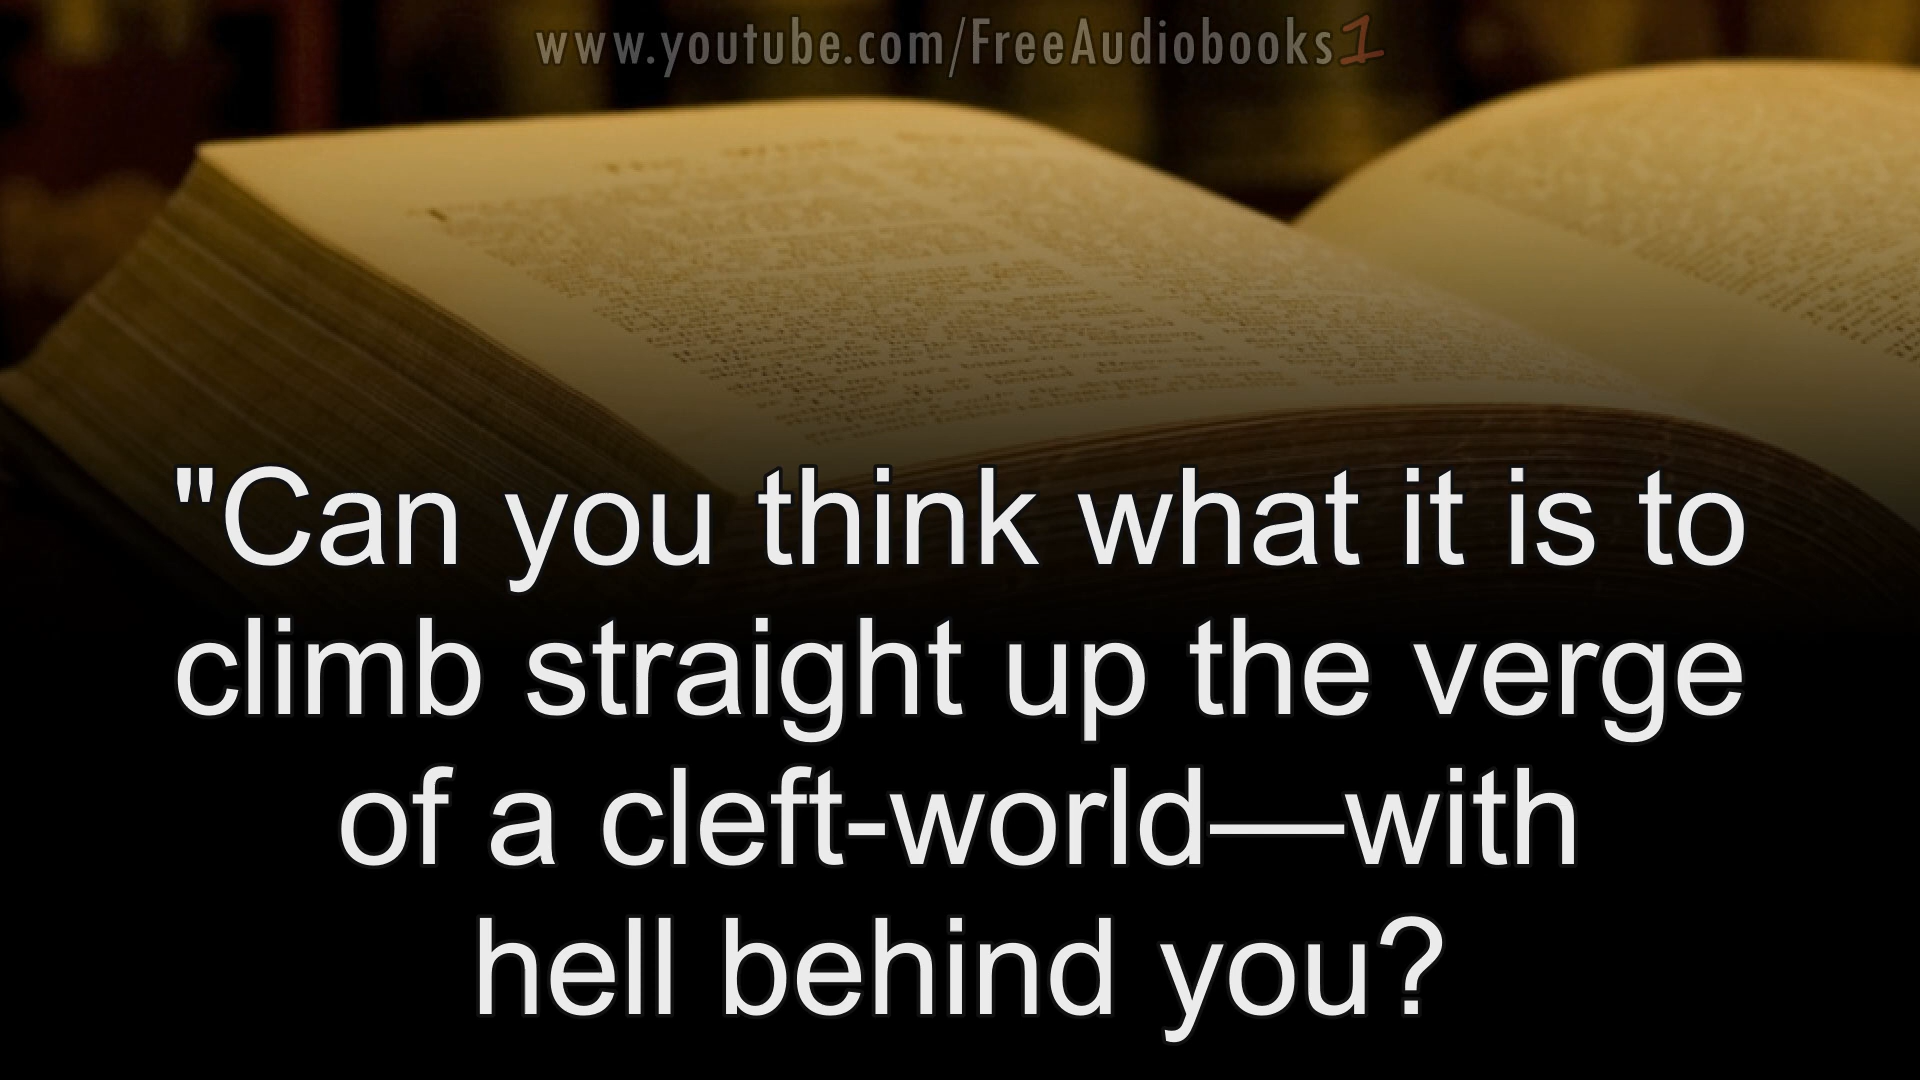 www.youtube.com/FreeAudiobooks1
"Can you think what it is to
climb straight up the verge
of a cleft-world—with
hell behind you?